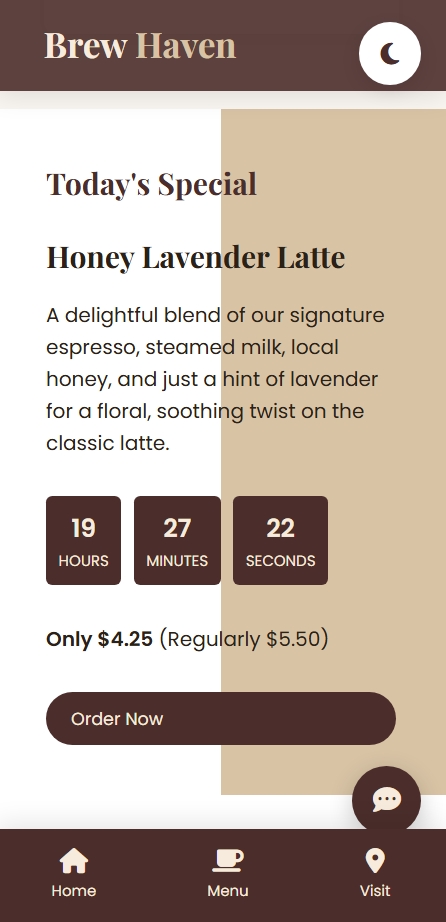 Brew Haven
Today's Special
Honey Lavender Latte
A delightful blend of our signature
espresso, steamed milk, local
honey, and just a hint of lavender
for a floral, soothing twist on the
classic latte.
19 27 22
HOURS MINUTES SECONDS
Only $4.25 (Regularly $5.50)
Order Now
Home Menu Visit